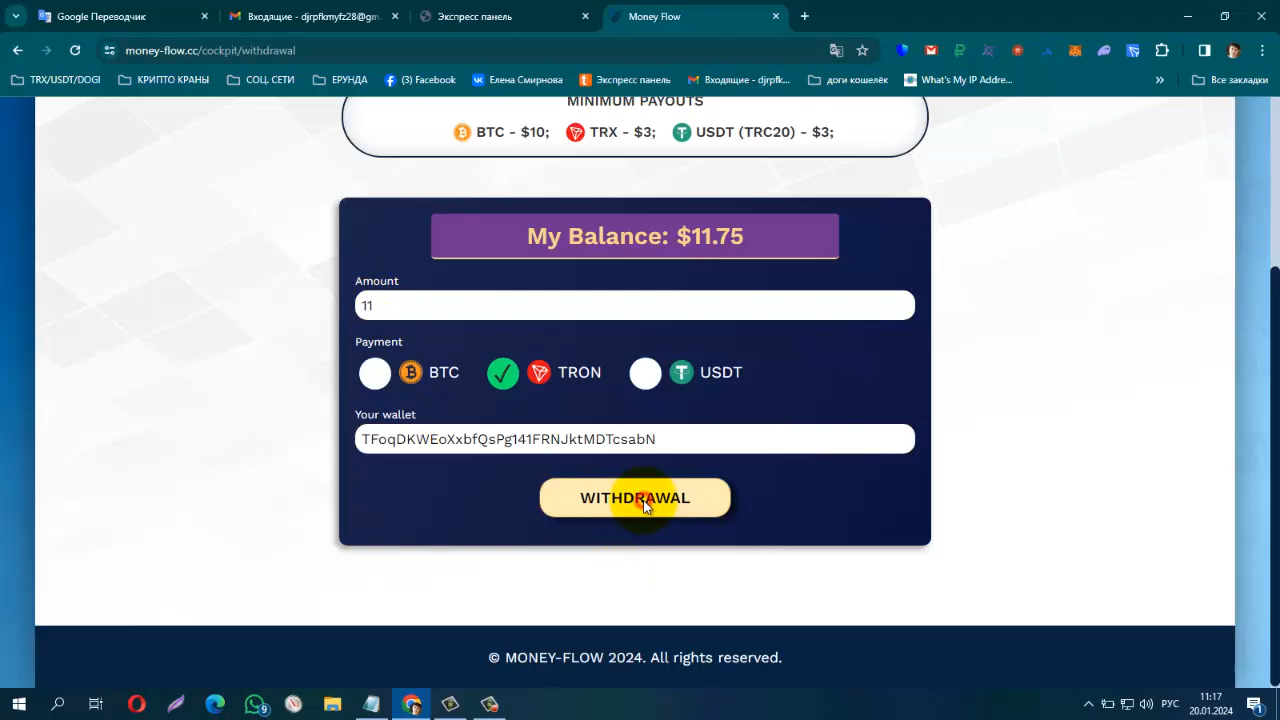 Google Переводчик
Входящие - djrpfkmyfz28@gm
Экспресс панель
Money Flow
money-flow.cc/cockpit/withdrawal
TRX/USDT/DOGI
КРИПТО КРАНЫ
СОЦ. СЕТИ
ЕРУНДА
(3) Facebook
Елена Смирнова
Экспресс панель
Входящие - djrpfk...
доги кошелёк
What's My IP Addre...
»
Все закладки
MINIMUM PAYOUTS
BTC - $10; TRX - $3; USDT (TRC20) - $3;
My Balance: $11.75
Amount
11
Payment
BTC
TRON
USDT
Your wallet
TFoqDKWEoXxbfQsPg141FRNJktMDTcsabN
WITHDRAWAL
© MONEY-FLOW 2024. All rights reserved.
9
РУС
11:17
20.01.2024
1